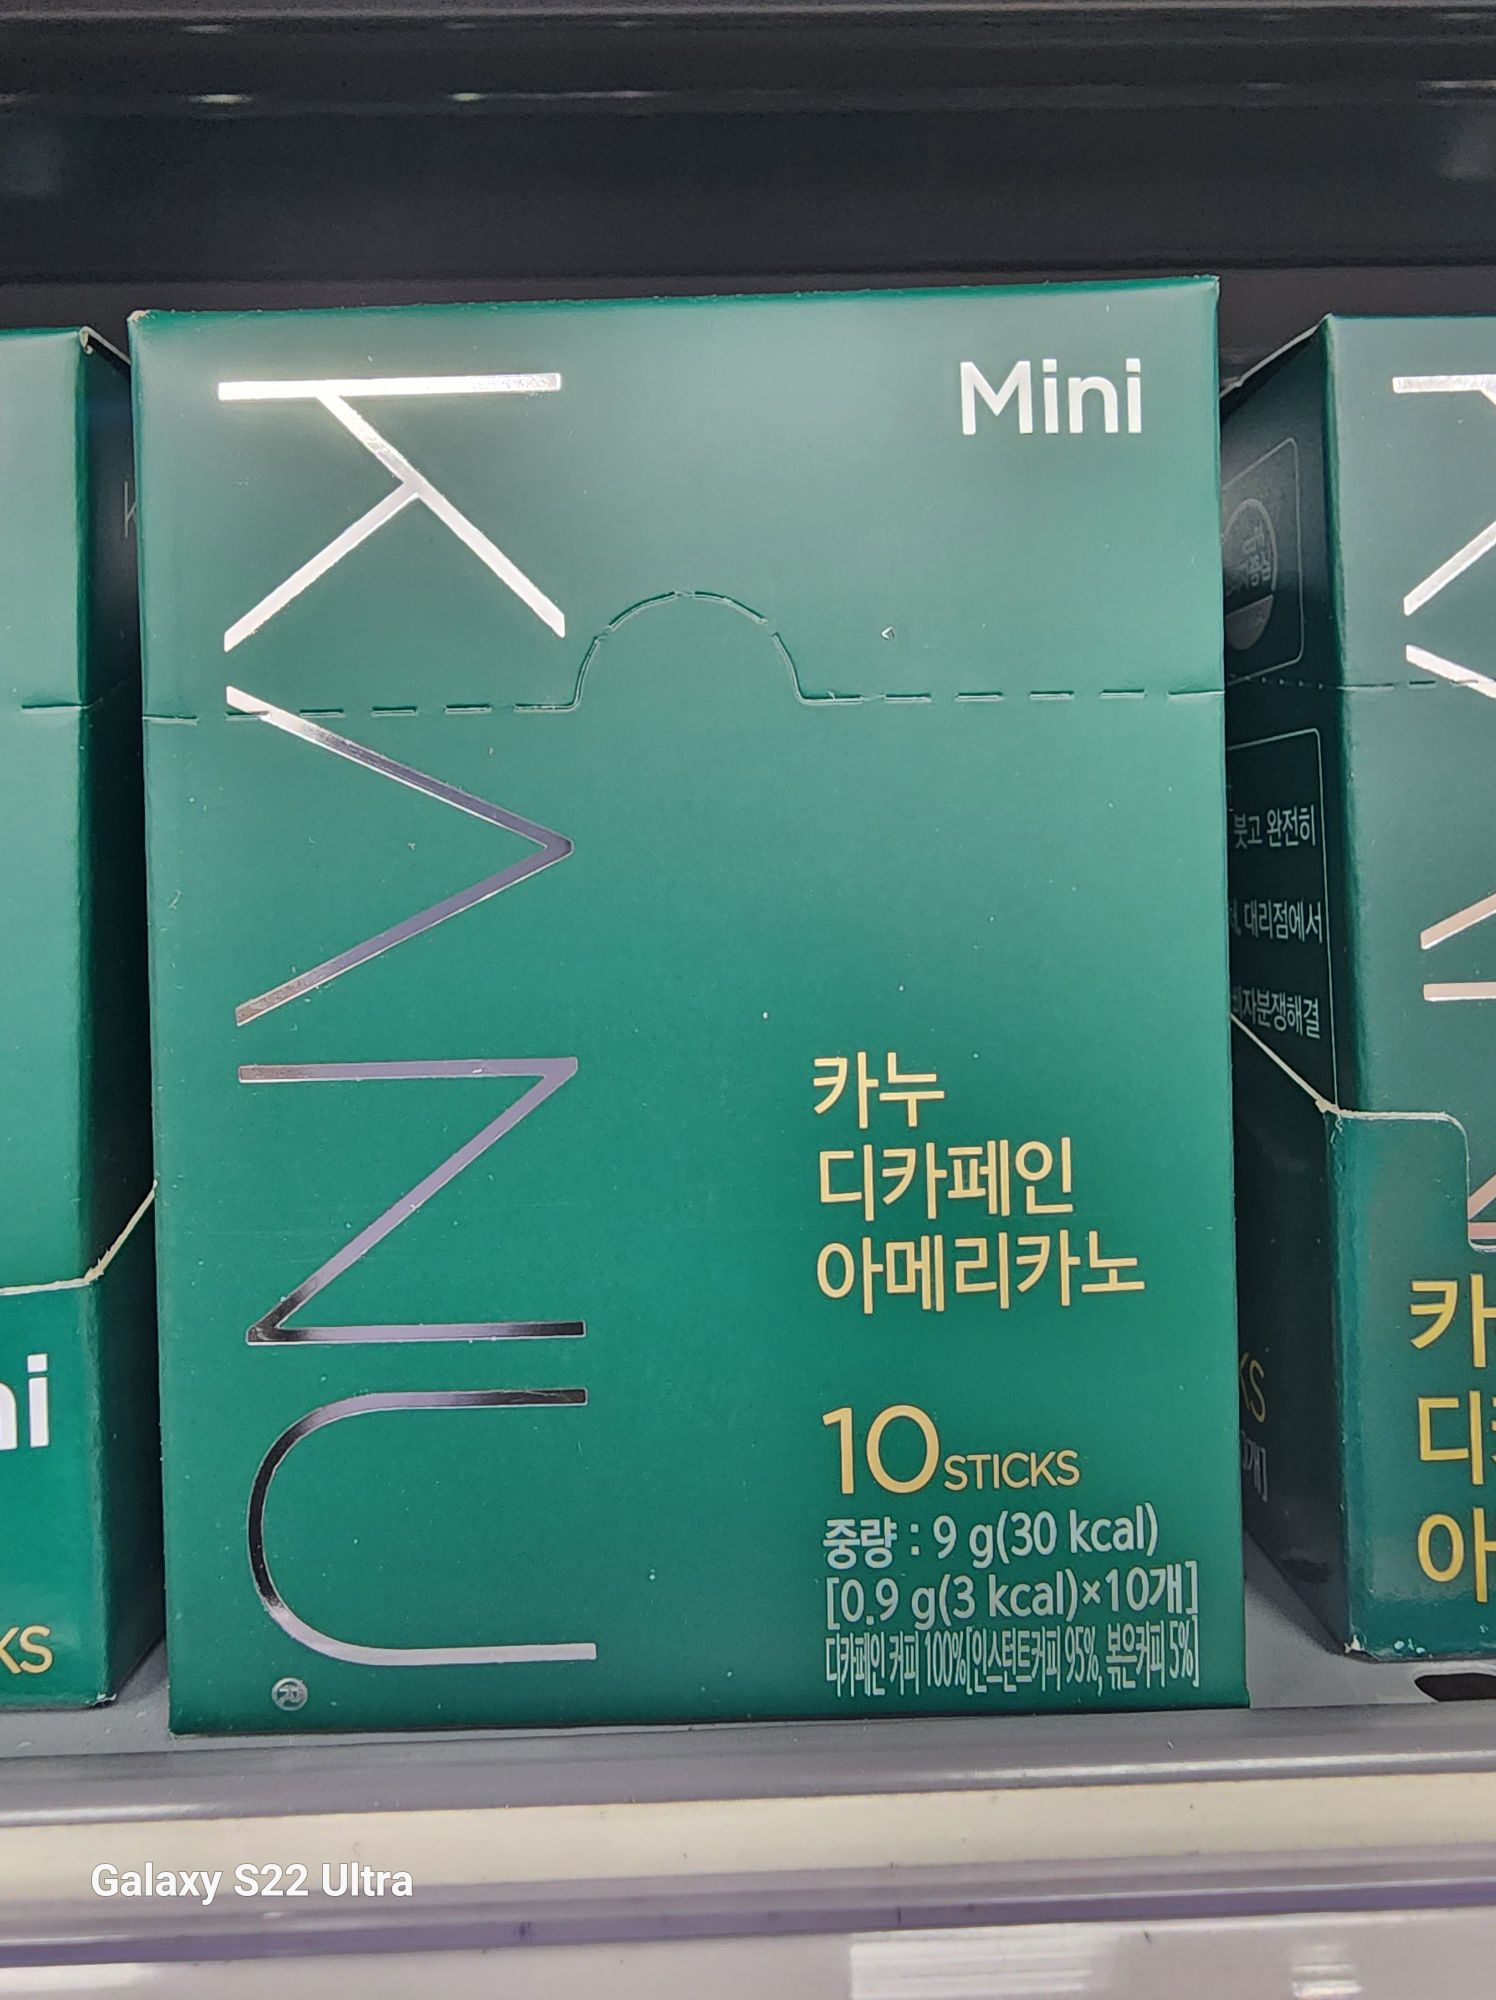 KANU
Mini
카누
디카페인
아메리카노
10 STICKS
중량 : 9 g(30 kcal)
[0.9 g(3 kcal)×10개]
디카페인 커피 100%[인스턴트커피 95%, 볶은커피 5%]
붓고 완전히
대리점에서
비자분쟁해결
KS
카
아
Galaxy S22 Ultra